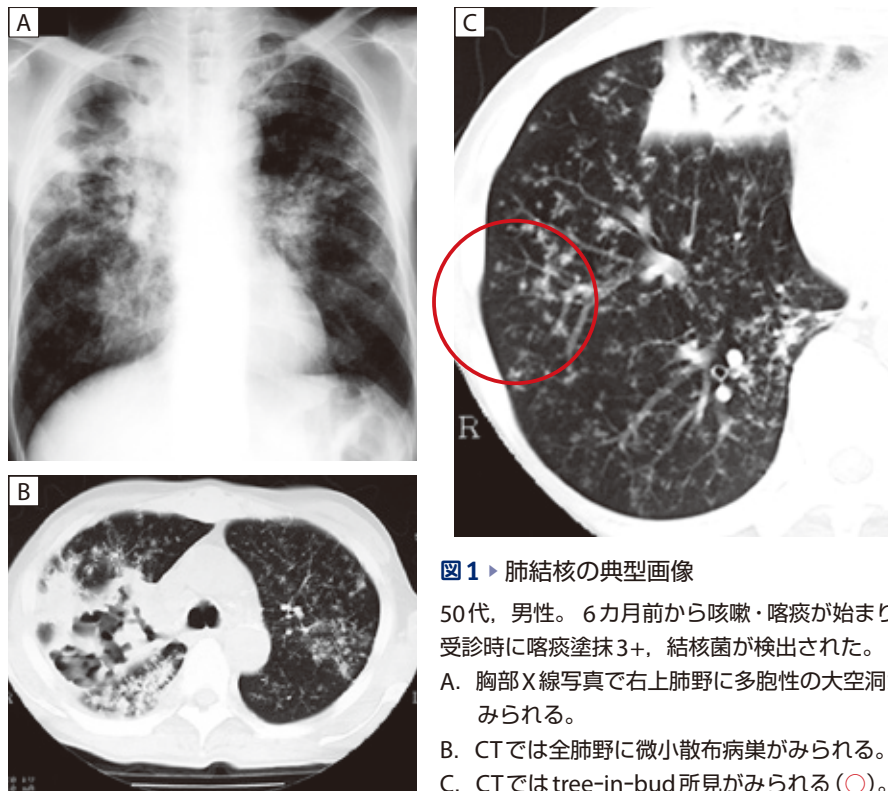 A
C
R
B
図1▸肺結核の典型画像
50代，男性。6カ月前から咳嗽・喀痰が始まり
受診時に喀痰塗抹3+，結核菌が検出された。
A. 胸部X線写真で右上肺野に多胞性の大空洞
みられる。
B. CTでは全肺野に微小散布病巣がみられる。
C. CTではtree-in-bud所見がみられる（○）。